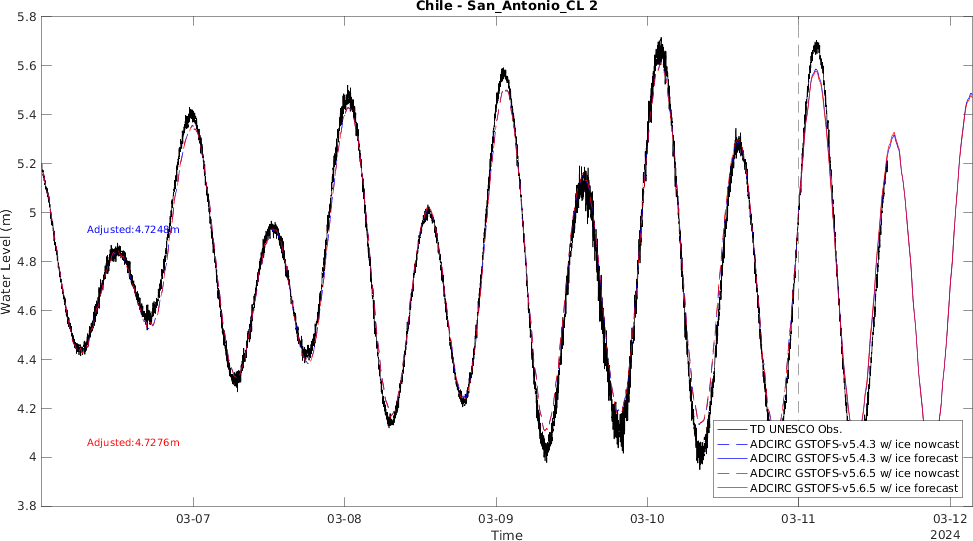 Chile - San_Antonio_CL 2
5.8
5.6
5.4
5.2
5
4.8
4.6
4.4
4.2
4
3.8
Water Level (m)
Adjusted:4.7248m
Adjusted:4.7276m
TD UNESCO Obs.
ADCIRC GSTOFS-v5.4.3 w/ ice nowcast
ADCIRC GSTOFS-v5.4.3 w/ ice forecast
ADCIRC GSTOFS-v5.6.5 w/ ice nowcast
ADCIRC GSTOFS-v5.6.5 w/ ice forecast
03-07 03-08 03-09 03-10 03-11 03-12
Time
2024